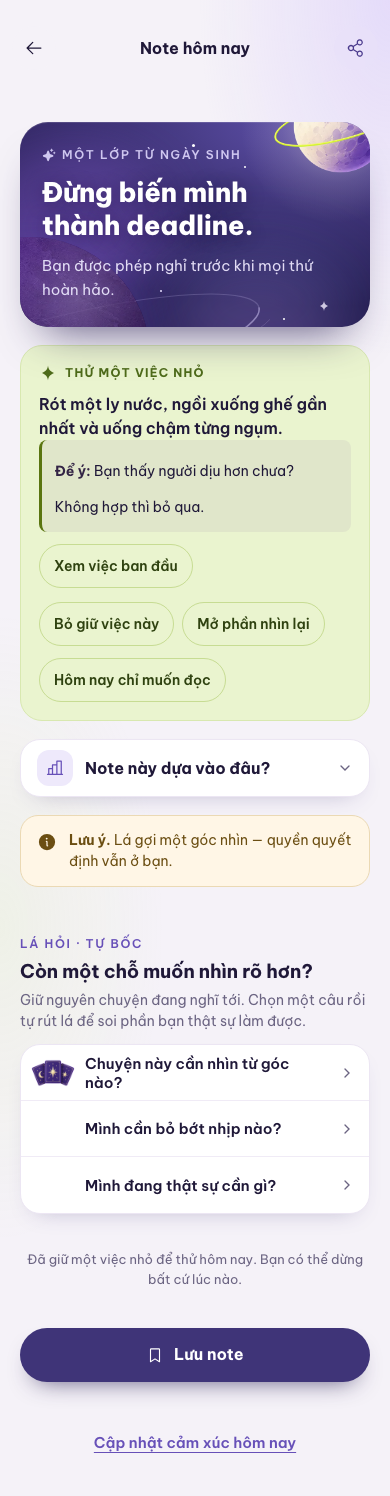 Note hôm nay
MỘT LỚP TỪ NGÀY SINH
Đừng biến mình
thành deadline.
Bạn được phép nghỉ trước khi mọi thứ
hoàn hảo.
THỬ MỘT VIỆC NHỎ
Rót một ly nước, ngồi xuống ghế gần
nhất và uống chậm từng ngụm.
Để ý: Bạn thấy người dịu hơn chưa?
Không hợp thì bỏ qua.
Xem việc ban đầu
Bỏ giữ việc này
Mở phần nhìn lại
Hôm nay chỉ muốn đọc
Note này dựa vào đâu?
Lưu ý. Lá gợi một góc nhìn — quyền quyết
định vẫn ở bạn.
LÁ HỎI · TỰ BỐC
Còn một chỗ muốn nhìn rõ hơn?
Giữ nguyên chuyện đang nghĩ tới. Chọn một câu rồi
tự rút lá để soi phần bạn thật sự làm được.
Chuyện này cần nhìn từ góc
nào?
Mình cần bỏ bớt nhịp nào?
Mình đang thật sự cần gì?
Đã giữ một việc nhỏ để thử hôm nay. Bạn có thể dừng
bất cứ lúc nào.
Lưu note
Cập nhật cảm xúc hôm nay